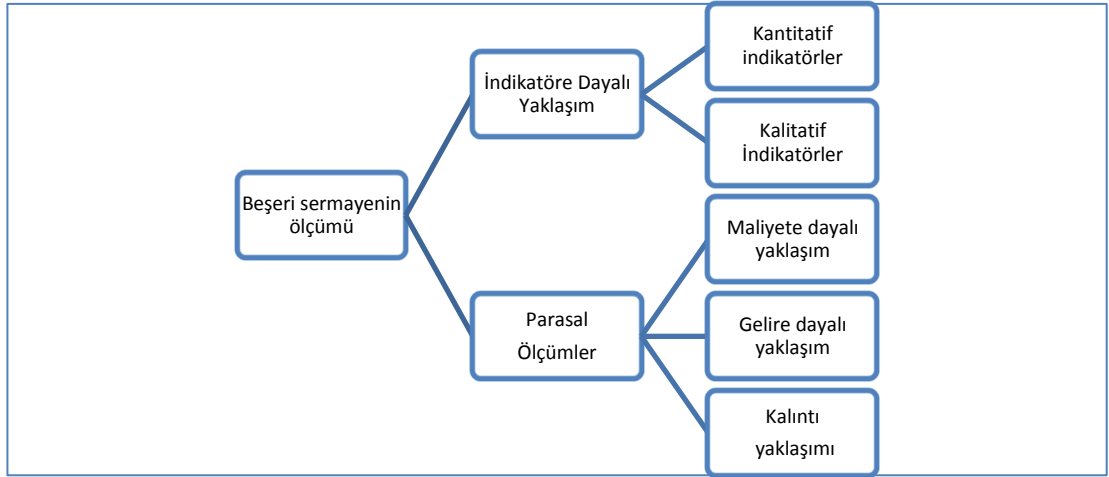 Beşeri sermayenin
ölçümü
İndikatöre Dayalı
Yaklaşım
Kantitatif
indikatörler
Kalitatif
İndikatörler
Parasal
Ölçümler
Maliyete dayalı
yaklaşım
Gelire dayalı
yaklaşım
Kalıntı
yaklaşımı